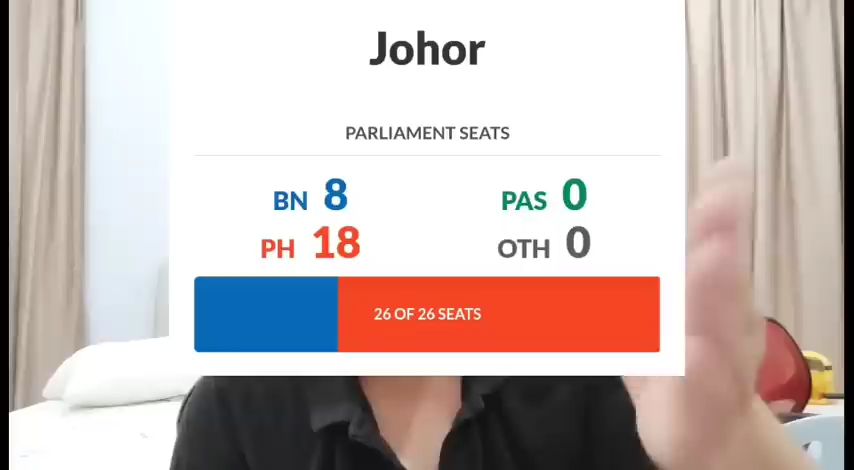 Johor
PARLIAMENT SEATS
BN 8 PAS 0
PH 18 OTH 0
26 OF 26 SEATS